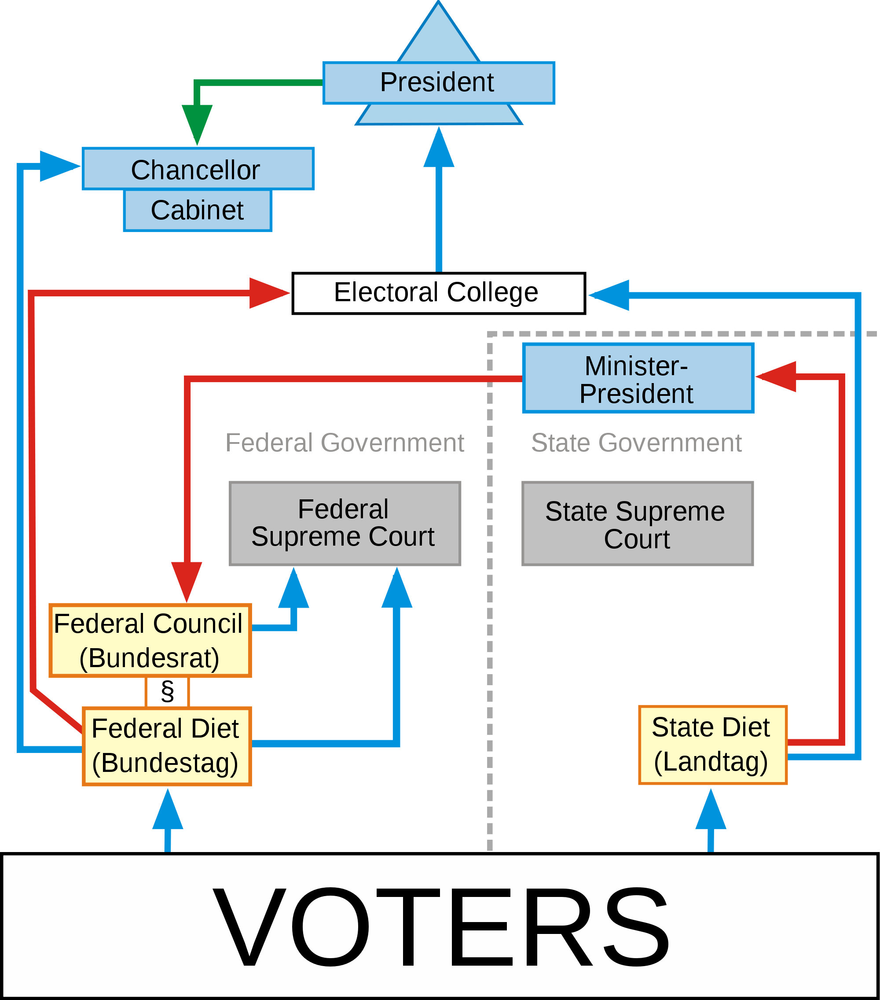 President
Chancellor
Cabinet
Electoral College
Minister-
President
Federal Government
State Government
Federal
Supreme Court
State Supreme
Court
Federal Council
(Bundesrat)
§
Federal Diet
(Bundestag)
State Diet
(Landtag)
VOTERS